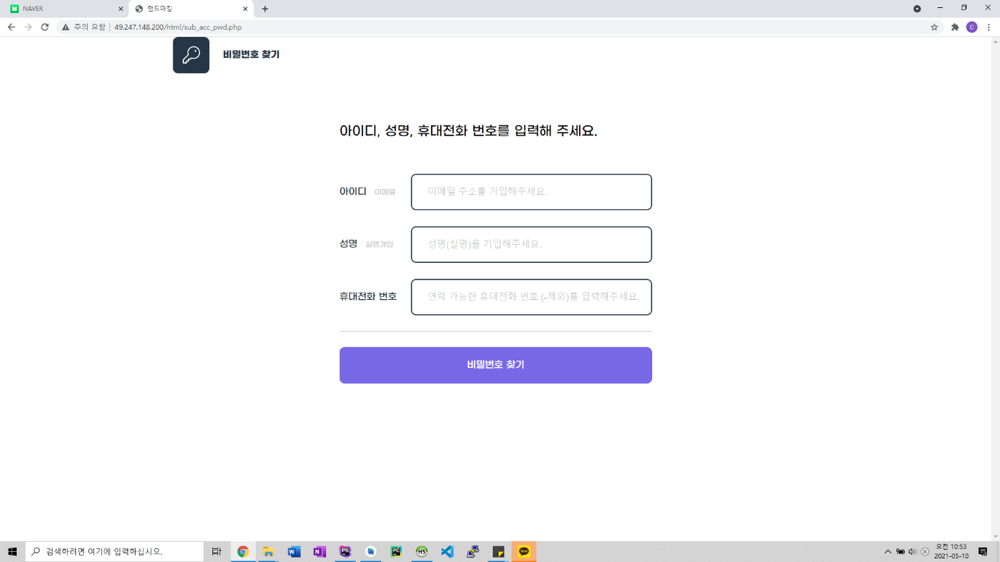 NAVER
랜드마킹
주의 요함
49.247.148.200/html/sub_acc_pwd.php
C
비밀번호 찾기
아이디, 성명, 휴대전화 번호를 입력해 주세요.
아이디 이메일
이메일 주소를 기입해주세요.
성명 실명가입
성명(실명)을 기입해주세요.
휴대전화 번호
연락 가능한 휴대전화 번호 (-제외)를 입력해주세요.
비밀번호 찾기
검색하려면 여기에 입력하십시오.
W
N
PS
PC
HS
TALK
오전 10:53
2021-05-10